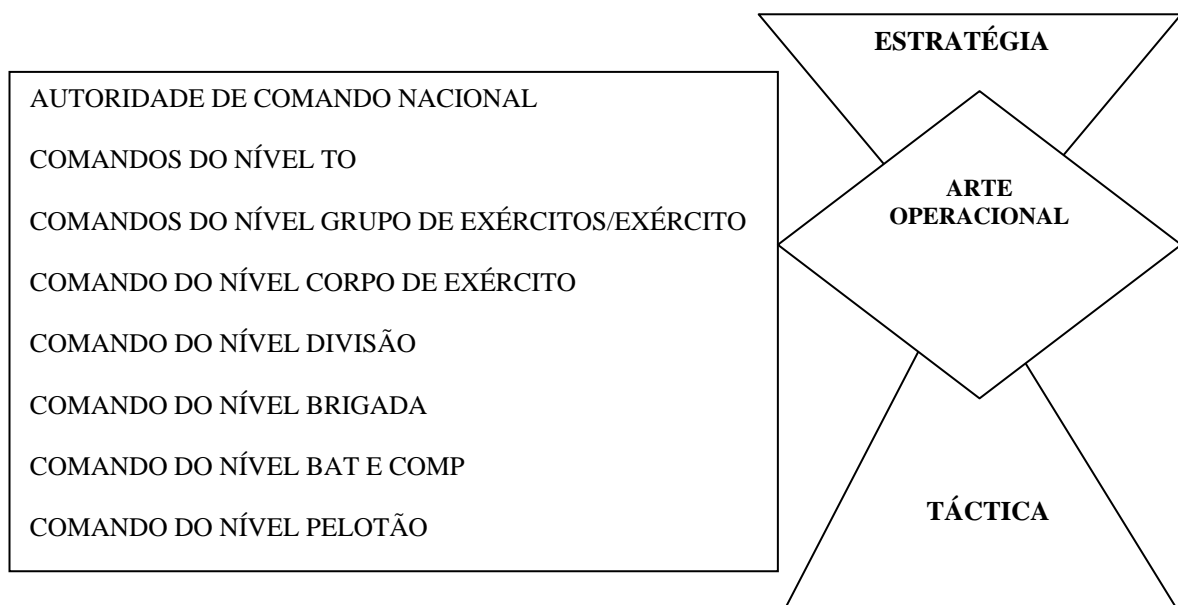 AUTORIDADE DE COMANDO NACIONAL
COMANDOS DO NÍVEL TO
COMANDOS DO NÍVEL GRUPO DE EXÉRCITOS/EXÉRCITO
COMANDO DO NÍVEL CORPO DE EXÉRCITO
COMANDO DO NÍVEL DIVISÃO
COMANDO DO NÍVEL BRIGADA
COMANDO DO NÍVEL BAT E COMP
COMANDO DO NÍVEL PELOTÃO
ESTRATÉGIA
ARTE
OPERACIONAL
TÁCTICA